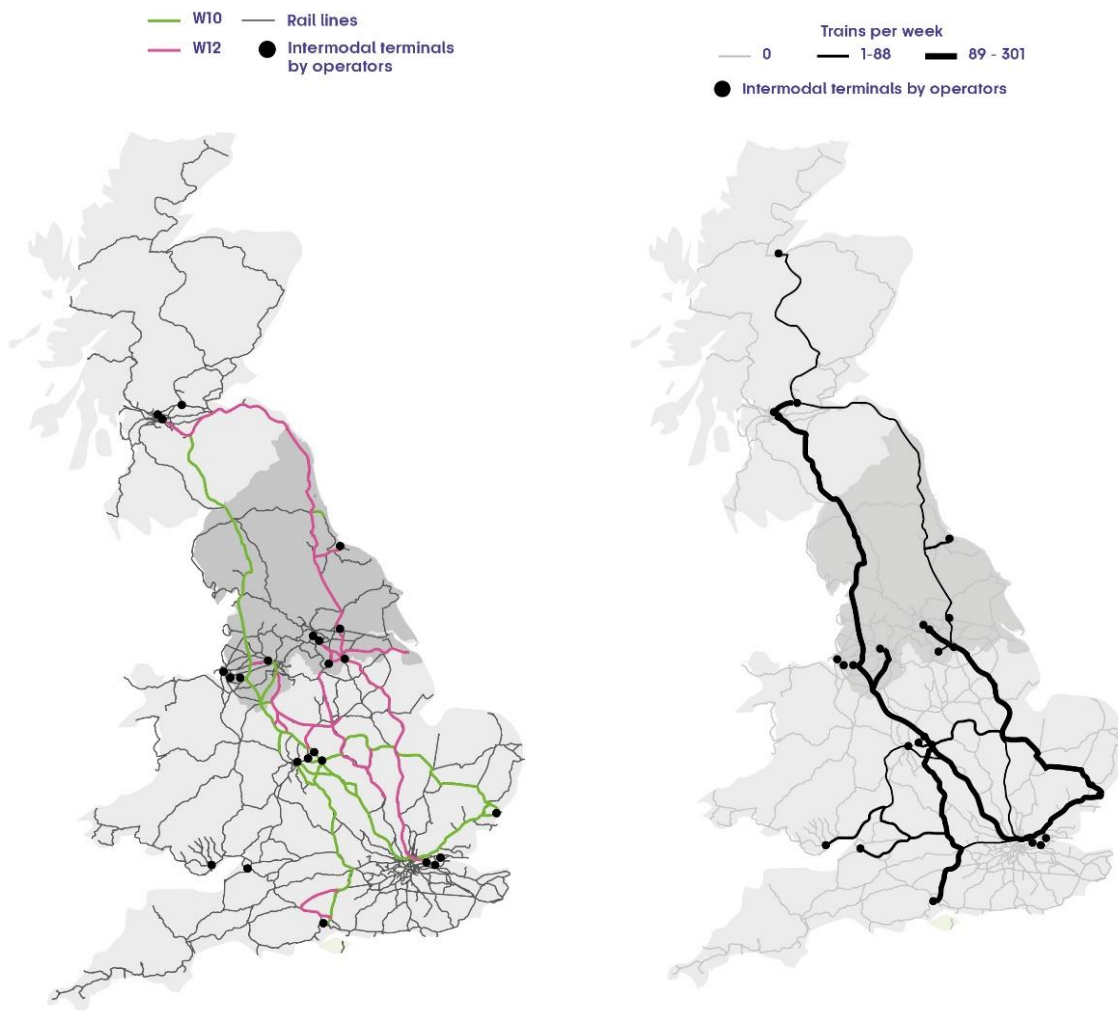 W10
Rail lines
W12
Intermodal terminals
by operators
Trains per week
0
1-88
89 - 301
Intermodal terminals by operators